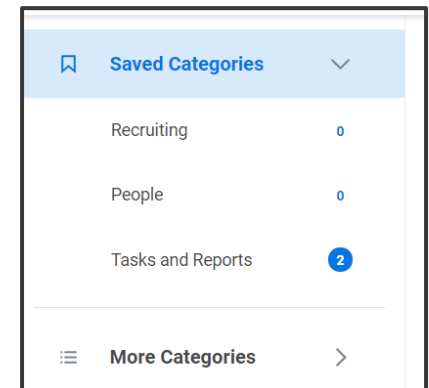 Saved Categories
Recruiting 0
People 0
Tasks and Reports 2
More Categories